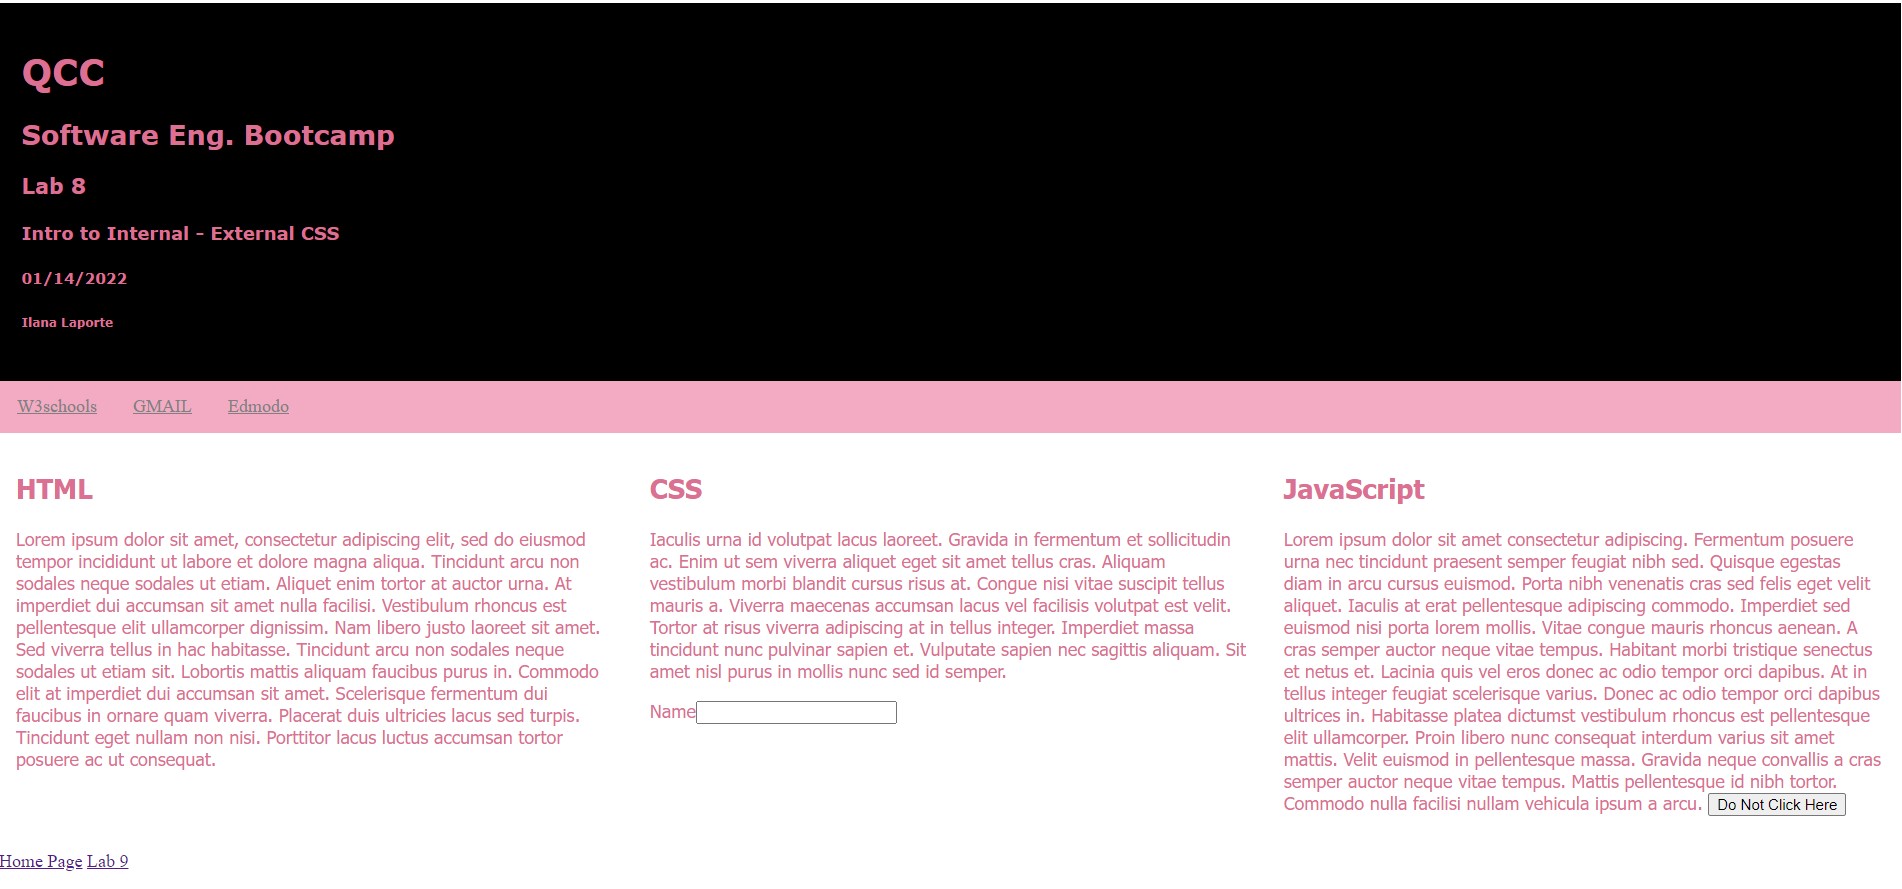 QCC
Software Eng. Bootcamp
Lab 8
Intro to Internal - External CSS
01/14/2022
Ilana Laporte
W3schools GMAIL Edmodo
HTML
Lorem ipsum dolor sit amet, consectetur adipiscing elit, sed do eiusmod
tempor incididunt ut labore et dolore magna aliqua. Tincidunt arcu non
sodales neque sodales ut etiam. Aliquet enim tortor at auctor urna. At
imperdiet dui accumsan sit amet nulla facilisi. Vestibulum rhoncus est
pellentesque elit ullamcorper dignissim. Nam libero justo laoreet sit amet.
Sed viverra tellus in hac habitasse. Tincidunt arcu non sodales neque
sodales ut etiam sit. Lobortis mattis aliquam faucibus purus in. Commodo
elit at imperdiet dui accumsan sit amet. Scelerisque fermentum dui
faucibus in ornare quam viverra. Placerat duis ultricies lacus sed turpis.
Tincidunt eget nullam non nisi. Porttitor lacus luctus accumsan tortor
posuere ac ut consequat.
CSS
Iaculis urna id volutpat lacus laoreet. Gravida in fermentum et sollicitudin
ac. Enim ut sem viverra aliquet eget sit amet tellus cras. Aliquam
vestibulum morbi blandit cursus risus at. Congue nisi vitae suscipit tellus
mauris a. Viverra maecenas accumsan lacus vel facilisis volutpat est velit.
Tortor at risus viverra adipiscing at in tellus integer. Imperdiet massa
tincidunt nunc pulvinar sapien et. Vulputate sapien nec sagittis aliquam. Sit
amet nisl purus in mollis nunc sed id semper.
Name
JavaScript
Lorem ipsum dolor sit amet consectetur adipiscing. Fermentum posuere
urna nec tincidunt praesent semper feugiat nibh sed. Quisque egestas
diam in arcu cursus euismod. Porta nibh venenatis cras sed felis eget velit
aliquet. Iaculis at erat pellentesque adipiscing commodo. Imperdiet sed
euismod nisi porta lorem mollis. Vitae congue mauris rhoncus aenean. A
cras semper auctor neque vitae tempus. Habitant morbi tristique senectus
et netus et. Lacinia quis vel eros donec ac odio tempor orci dapibus. At in
tellus integer feugiat scelerisque varius. Donec ac odio tempor orci dapibus
ultrices in. Habitasse platea dictumst vestibulum rhoncus est pellentesque
elit ullamcorper. Proin libero nunc consequat interdum varius sit amet
mattis. Velit euismod in pellentesque massa. Gravida neque convallis a cras
semper auctor neque vitae tempus. Mattis pellentesque id nibh tortor.
Commodo nulla facilisi nullam vehicula ipsum a arcu. Do Not Click Here
Home Page Lab 9